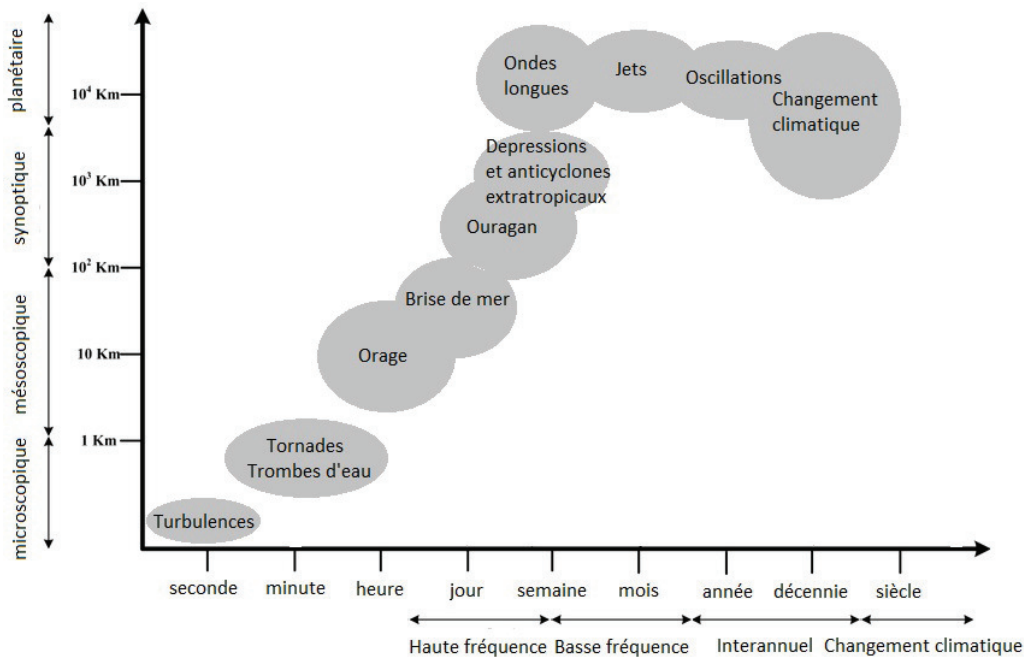 planétaire
synoptique
mésoscopique
microscopique
10⁴ Km
10³ Km
10² Km
10 Km
1 Km
Ondes
longues
Jets
Oscillations
Changement
climatique
Depressions
et anticyclones
extratropicaux
Ouragan
Brise de mer
Orage
Tornades
Trombes d'eau
Turbulences
seconde minute heure jour semaine mois année décennie siècle
Haute fréquence Basse fréquence Interannuel Changement climatique